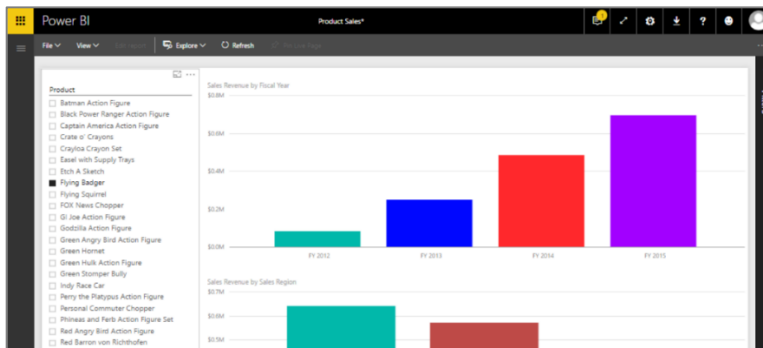 Power BI
Product Sales*
File
View
Edit report
Explore
Refresh
Pin Live Page
Product
Batman Action Figure
Black Power Ranger Action Figure
Captain America Action Figure
Crate o' Crayons
Crayloa Crayon Set
Easel with Supply Trays
Etch A Sketch
Flying Badger
Flying Squirrel
FOX News Chopper
GI Joe Action Figure
Godzilla Action Figure
Green Angry Bird Action Figure
Green Hornet
Green Hulk Action Figure
Green Stomper Bully
Indy Race Car
Perry the Platypus Action Figure
Personal Commuter Chopper
Phineas and Ferb Action Figure Set
Red Angry Bird Action Figure
Red Barron von Richthofen
Sales Revenue by Fiscal Year
$0.8M
$0.6M
$0.4M
$0.2M
$0.0M
FY 2012
FY 2013
FY 2014
FY 2015
Sales Revenue by Sales Region
$0.7M
$0.6M
$0.5M